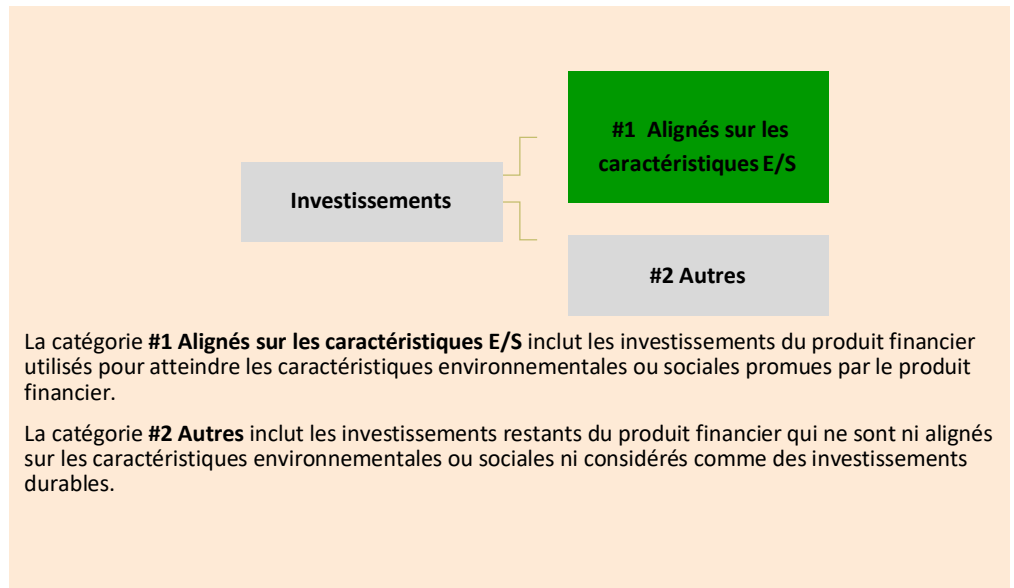 #1 Alignés sur les
caractéristiques E/S
Investissements
#2 Autres
La catégorie #1 Alignés sur les caractéristiques E/S inclut les investissements du produit financier
utilisés pour atteindre les caractéristiques environnementales ou sociales promues par le produit
financier.
La catégorie #2 Autres inclut les investissements restants du produit financier qui ne sont ni alignés
sur les caractéristiques environnementales ou sociales ni considérés comme des investissements
durables.